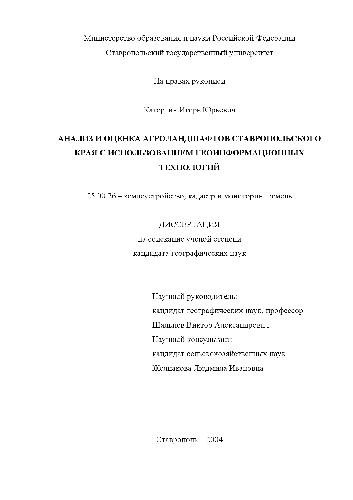 Министерство образования и науки Российской Федерации
Ставропольский государственный университет
На правах рукописи
Игорь Юрьевич
АНАЛИЗ И ОЦЕНКА АГРОЛАНДШАФТОВ СТАВРОПОЛЬСКОГО
КРАЯ С ИСПОЛЬЗОВАНИЕМ ГЕОИНФОРМАЦИОННЫХ
ТЕХНОЛОГИЙ
25.00.26 – землеустройство, кадастр и мониторинг земель
ДИССЕРТАЦИЯ
на соискание ученой степени
кандидата географических наук
Научный руководитель:
кандидат географических наук, профессор
Шальнев Виктор Александрович
Научный консультант:
кандидат сельскохозяйственных наук
Людмила Ивановна
Ставрополь – 2004